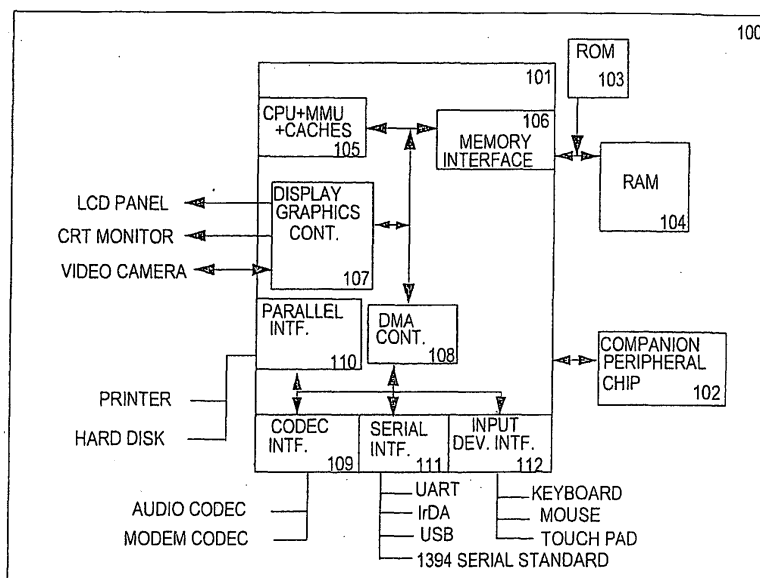 100
101
ROM
103
CPU+MMU
+CACHES
105
106
MEMORY
INTERFACE
RAM
104
LCD PANEL
CRT MONITOR
VIDEO CAMERA
DISPLAY
GRAPHICS
CONT.
107
PARALLEL
INTF.
110
DMA
CONT.
108
COMPANION
PERIPHERAL
CHIP
102
PRINTER
HARD DISK
CODEC
INTF.
109
SERIAL
INTF.
111
INPUT
DEV. INTF.
112
AUDIO CODEC
MODEM CODEC
UART
IrDA
USB
1394 SERIAL STANDARD
KEYBOARD
MOUSE
TOUCH PAD